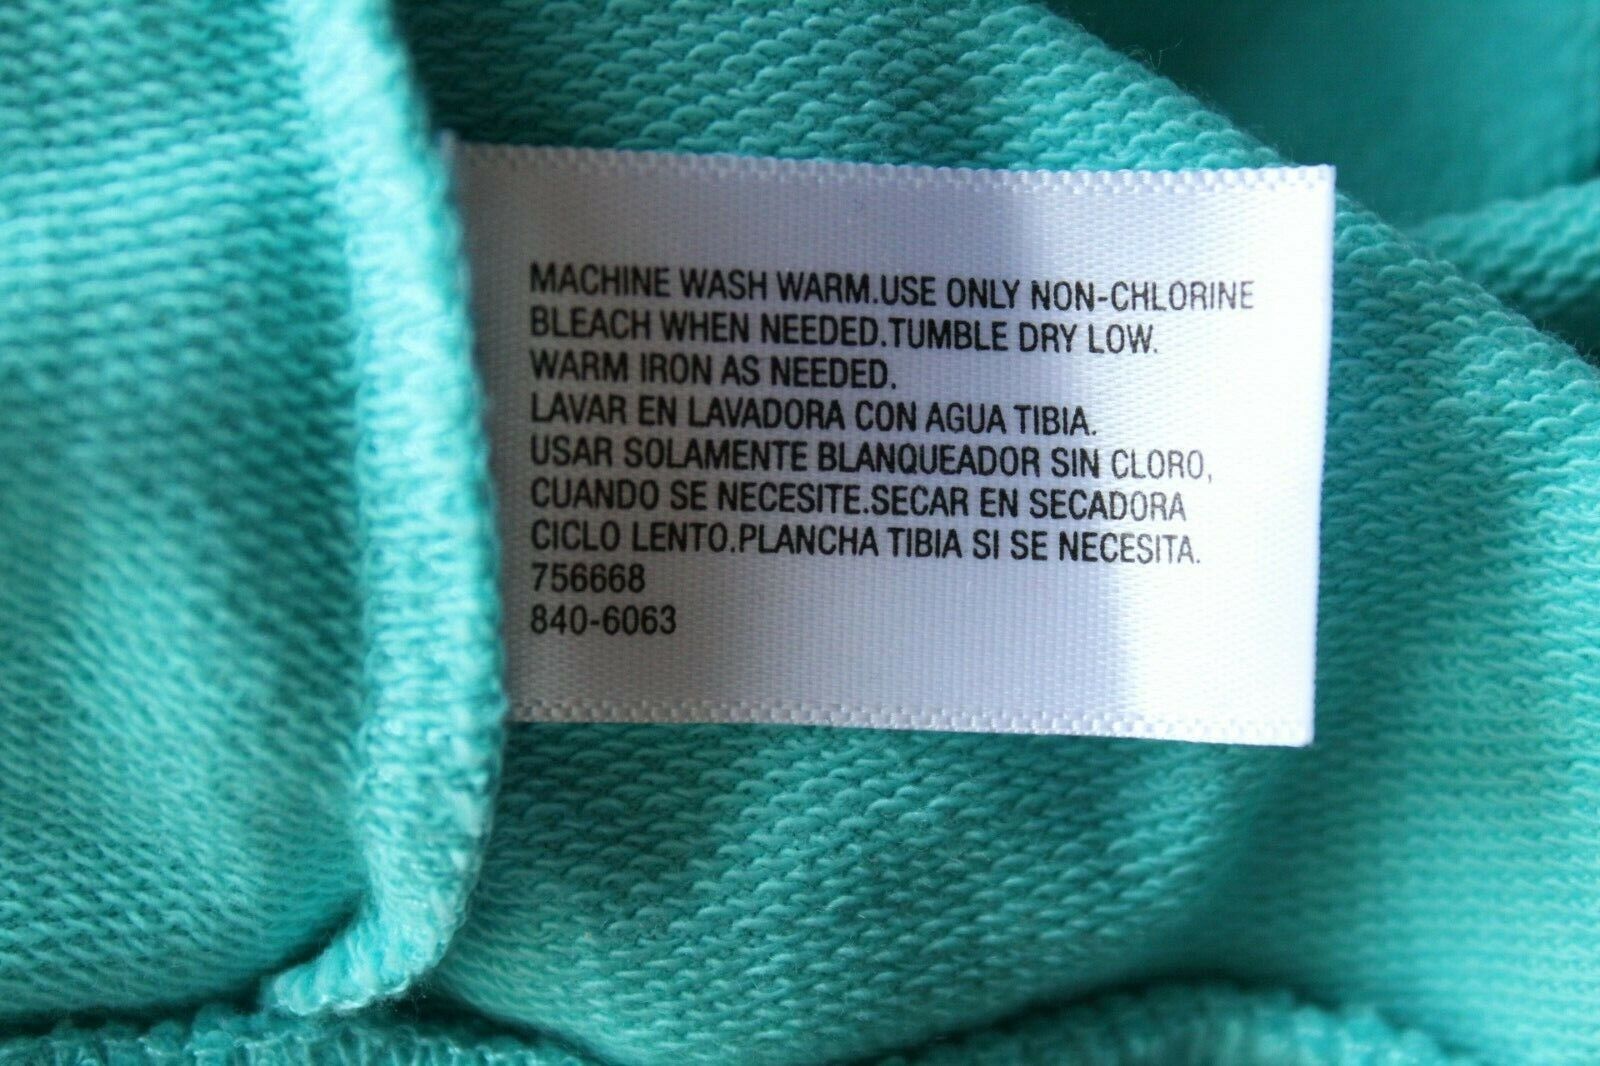 MACHINE WASH WARM.USE ONLY NON-CHLORINE
BLEACH WHEN NEEDED.TUMBLE DRY LOW.
WARM IRON AS NEEDED.
LAVAR EN LAVADORA CON AGUA TIBIA.
USAR SOLAMENTE BLANQUEADOR SIN CLORO,
CUANDO SE NECESITE.SECAR EN SECADORA
CICLO LENTO.PLANCHA TIBIA SI SE NECESITA.
756668
840-6063